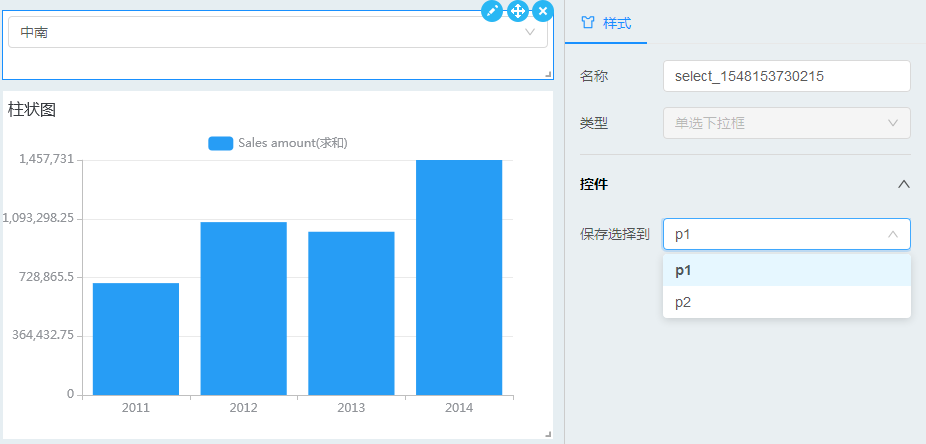 中南
柱状图
Sales amount(求和)
1,457,731
1,093,298.25
728,865.5
364,432.75
0
2011
2012
2013
2014
样式
名称
select_1548153730215
类型
单选下拉框
控件
保存选择到
p1
p1
p2